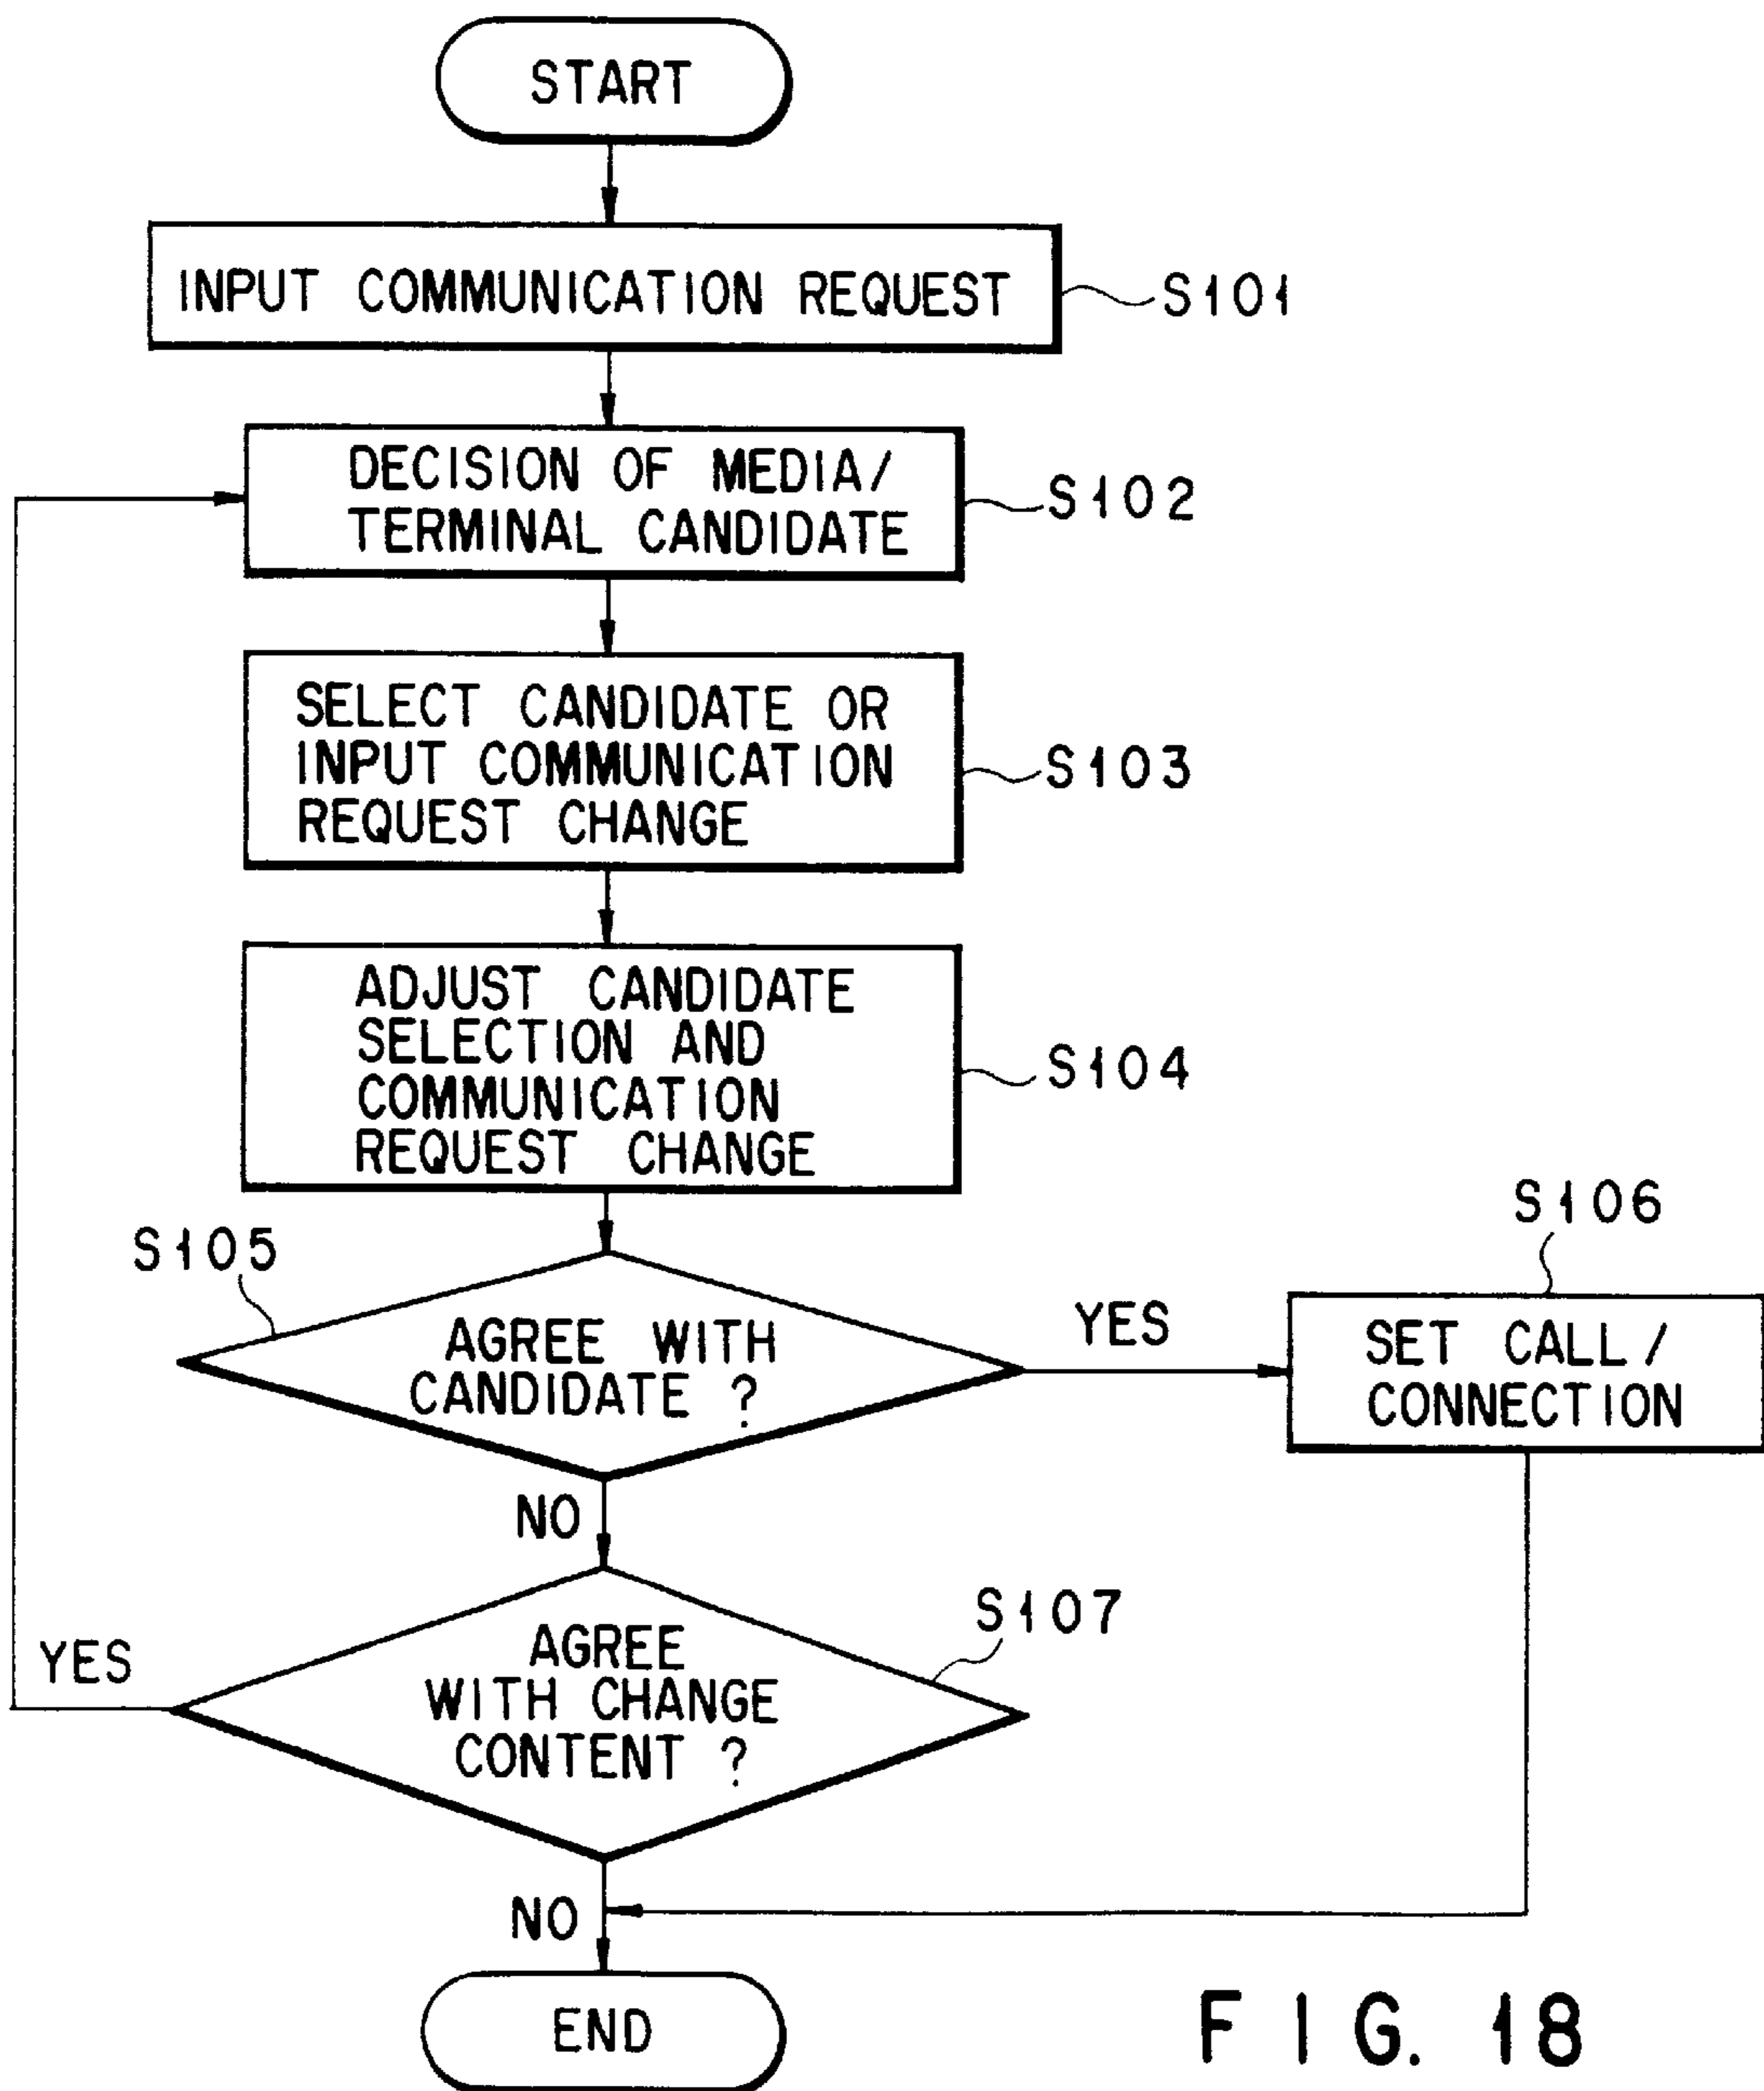 START
INPUT COMMUNICATION REQUEST
S101
DECISION OF MEDIA/
TERMINAL CANDIDATE
S102
SELECT CANDIDATE OR
INPUT COMMUNICATION
REQUEST CHANGE
S103
ADJUST CANDIDATE
SELECTION AND
COMMUNICATION
REQUEST CHANGE
S104
S105
AGREE WITH
CANDIDATE ?
YES
S106
SET CALL /
CONNECTION
NO
S107
AGREE
WITH CHANGE
CONTENT ?
YES
NO
END
FIG. 18